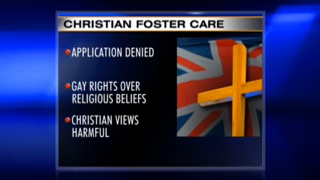 CHRISTIAN FOSTER CARE
APPLICATION DENIED
GAY RIGHTS OVER
RELIGIOUS BELIEFS
CHRISTIAN VIEWS
HARMFUL